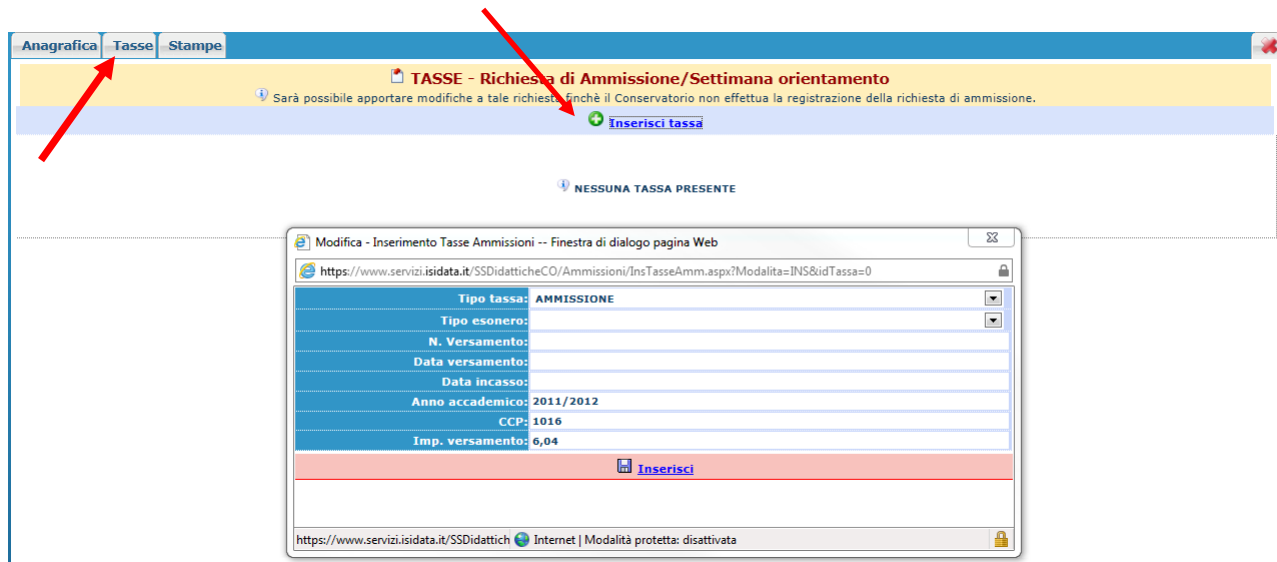 Anagrafica Tasse Stampe
TASSE - Richiesta di Ammissione/Settimana orientamento
Sarà possibile apportare modifiche a tale richiesta finchè il Conservatorio non effettua la registrazione della richiesta di ammissione.
Inserisci tassa
NESSUNA TASSA PRESENTE
Modifica - Inserimento Tasse Ammissioni -- Finestra di dialogo pagina Web
https://www.servizi.isidata.it/SSDidatticheCO/Ammissioni/InsTasseAmm.aspx?Modalita=INS&idTassa=0
Tipo tassa: AMMISSIONE
Tipo esonero:
N. Versamento:
Data versamento:
Data incasso:
Anno accademico: 2011/2012
CCP: 1016
Imp. versamento: 6,04
Inserisci
https://www.servizi.isidata.it/SSDidattich Internet | Modalità protetta: disattivata